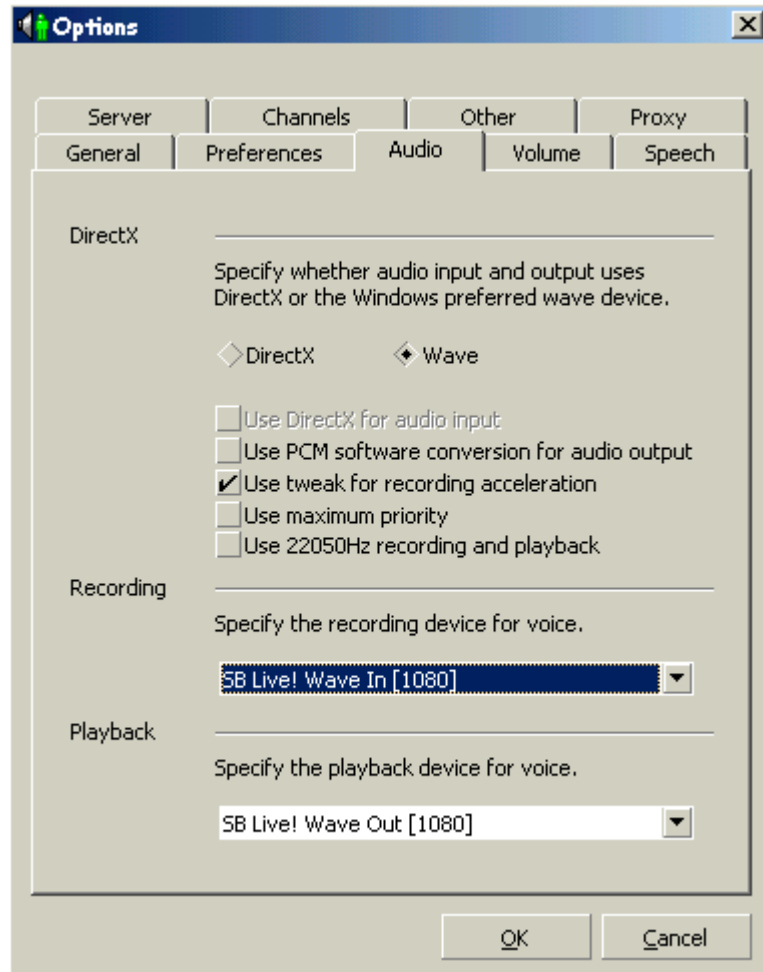 Options
Server Channels Other Proxy
General Preferences Audio Volume Speech
DirectX
Specify whether audio input and output uses
DirectX or the Windows preferred wave device.
DirectX Wave
Use DirectX for audio input
Use PCM software conversion for audio output
Use tweak for recording acceleration
Use maximum priority
Use 22050Hz recording and playback
Recording
Specify the recording device for voice.
SB Live! Wave In [1080]
Playback
Specify the playback device for voice.
SB Live! Wave Out [1080]
OK Cancel